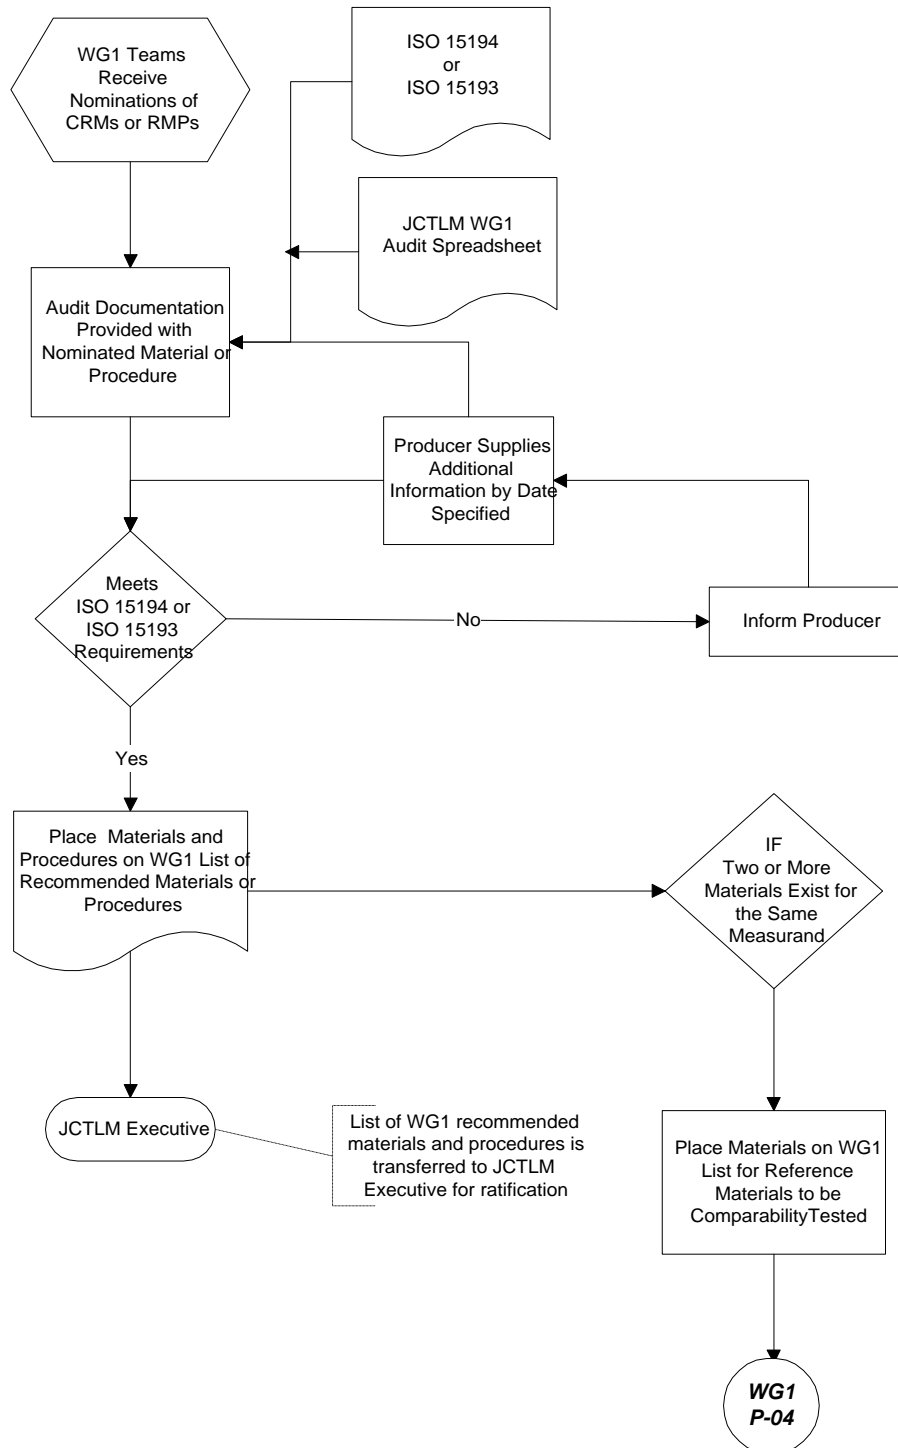 WG1 Teams
Receive
Nominations of
CRMs or RMPs
ISO 15194
or
ISO 15193
JCTLM WG1
Audit Spreadsheet
Audit Documentation
Provided with
Nominated Material or
Procedure
Producer Supplies
Additional
Information by Date
Specified
Meets
ISO 15194 or
ISO 15193
Requirements
No
Inform Producer
Yes
Place Materials and
Procedures on WG1 List of
Recommended Materials or
Procedures
IF
Two or More
Materials Exist for
the Same
Measurand
JCTLM Executive
List of WG1 recommended
materials and procedures is
transferred to JCTLM
Executive for ratification
Place Materials on WG1
List for Reference
Materials to be
ComparabilityTested
WG1
P-04